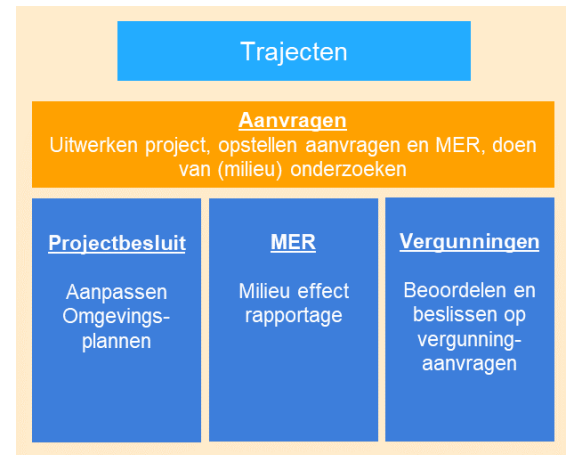 Trajecten
Aanvragen
Uitwerken project, opstellen aanvragen en MER, doen
van (milieu) onderzoeken
Projectbesluit
Aanpassen
Omgevings-
plannen
MER
Milieu effect
rapportage
Vergunningen
Beoordelen en
beslissen op
vergunning-
aanvragen